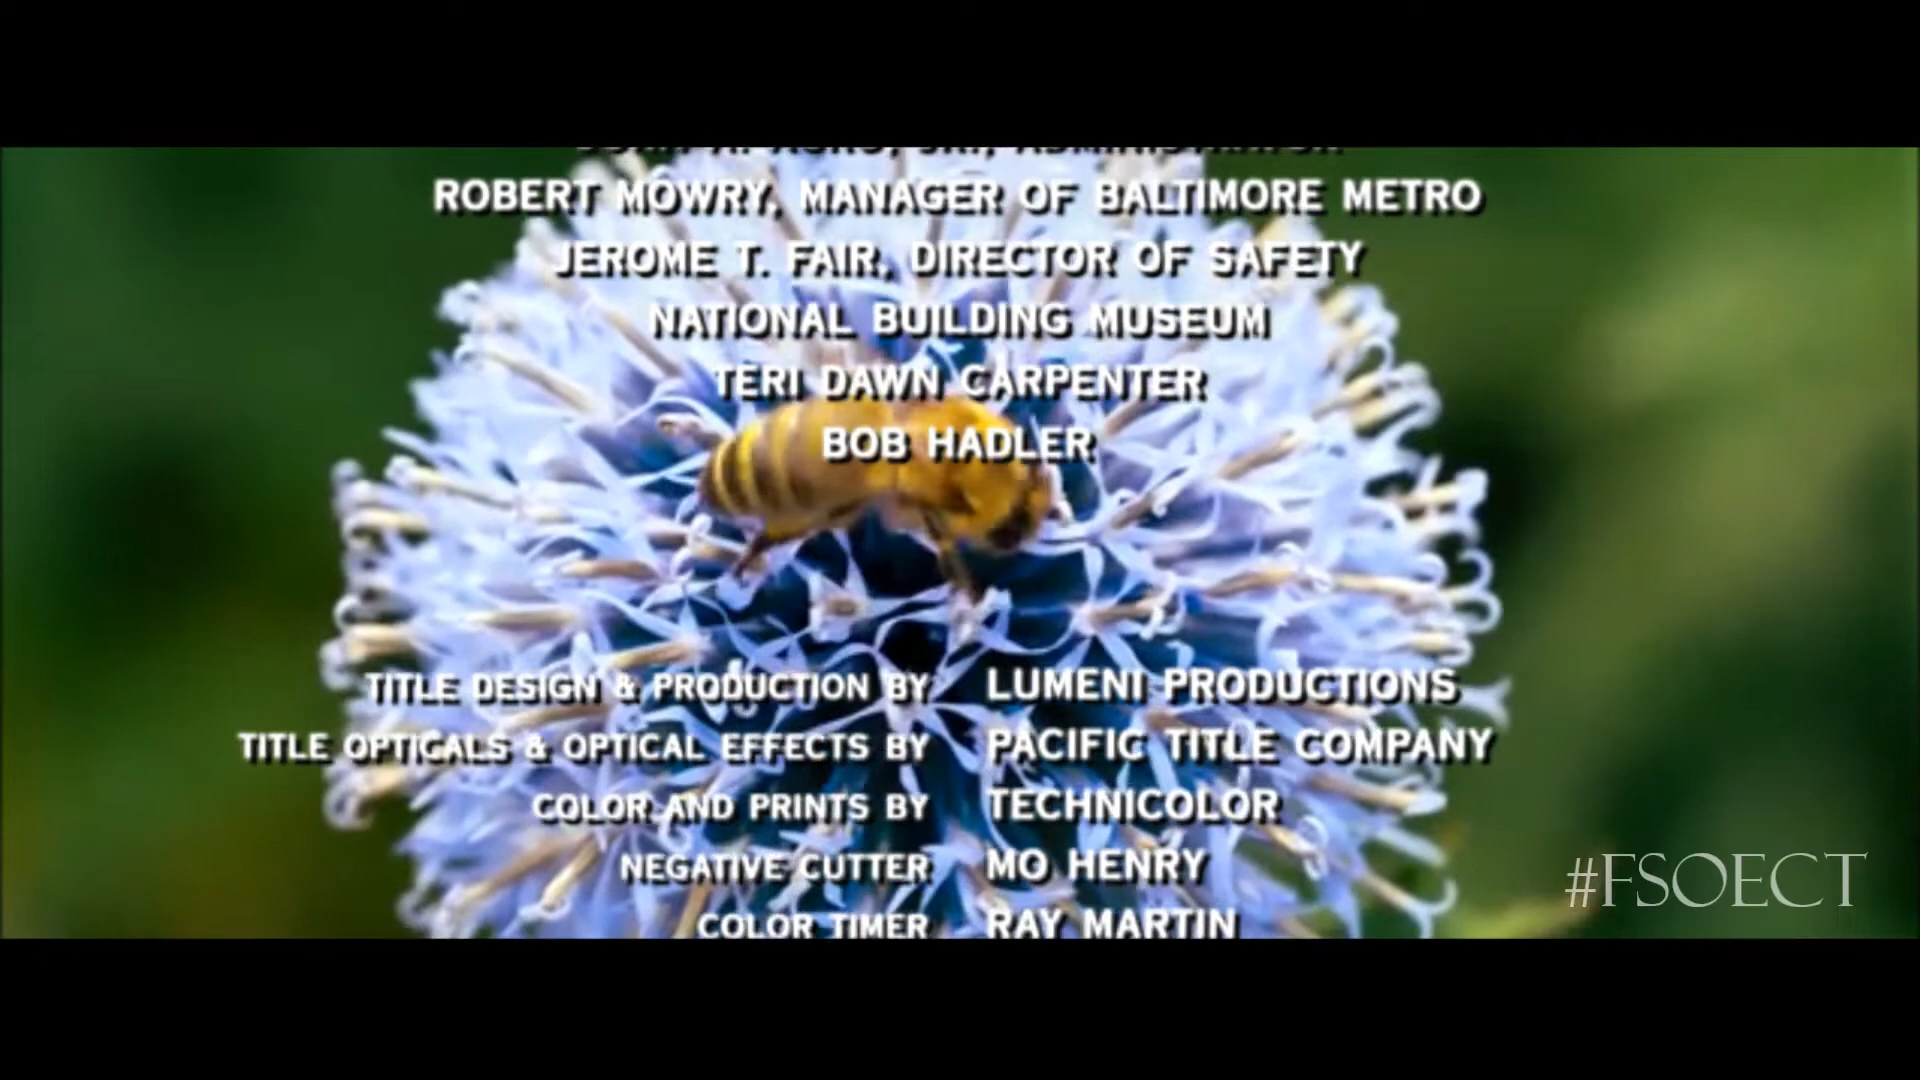 ROBERT MOWRY, MANAGER OF BALTIMORE METRO
JEROME T. FAIR, DIRECTOR OF SAFETY
NATIONAL BUILDING MUSEUM
TERI DAWN CARPENTER
BOB HADLER
TITLE DESIGN & PRODUCTION BY LUMENI PRODUCTIONS
TITLE OPTICALS & OPTICAL EFFECTS BY PACIFIC TITLE COMPANY
COLOR AND PRINTS BY TECHNICOLOR
NEGATIVE CUTTER MO HENRY
COLOR TIMER RAY MARTIN
#FSOECT